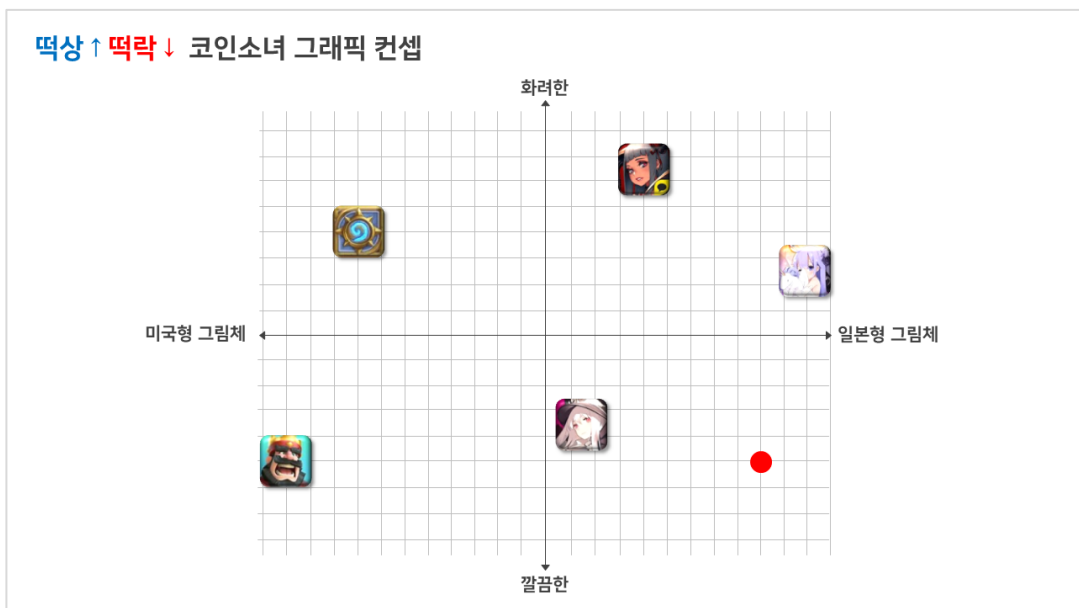 떡상↑떡락↓ 코인소녀 그래픽 컨셉
화려한
미국형 그림체
일본형 그림체
깔끔한